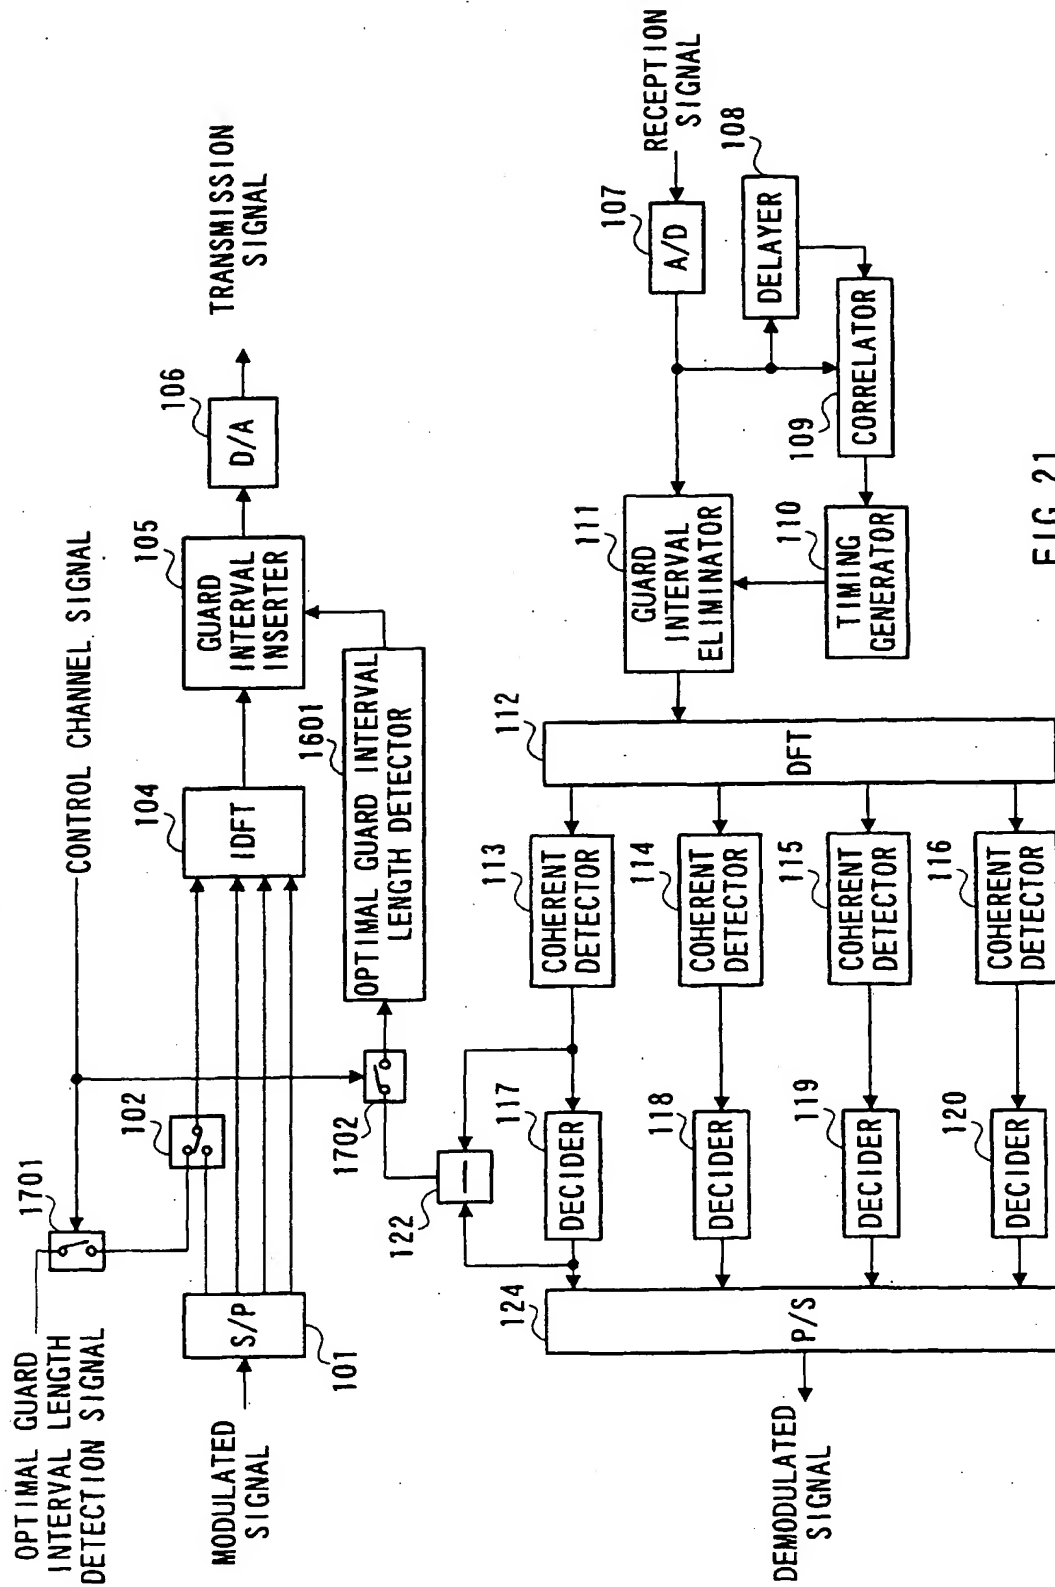 OPTIMAL GUARD
INTERVAL LENGTH
DETECTION SIGNAL
1701
CONTROL CHANNEL SIGNAL
MODULATED
SIGNAL
S/P
101
102
IDFT
104
GUARD
INTERVAL
INSERTER
105
D/A
106
TRANSMISSION
SIGNAL
1702
OPTIMAL GUARD INTERVAL
LENGTH DETECTOR
1601
122
—
RECEPTION
SIGNAL
A/D
107
DELAYER
108
CORRELATOR
109
TIMING
GENERATOR
110
GUARD
INTERVAL
ELIMINATOR
111
DFT
112
COHERENT
DETECTOR
113
COHERENT
DETECTOR
114
COHERENT
DETECTOR
115
COHERENT
DETECTOR
116
DECIDER
117
DECIDER
118
DECIDER
119
DECIDER
120
P/S
124
DEMODULATED
SIGNAL
FIG. 21